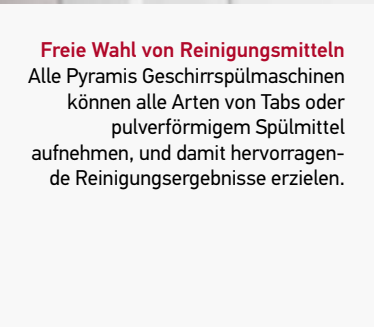 Freie Wahl von Reinigungsmitteln
Alle Pyramis Geschirrspülmaschinen
können alle Arten von Tabs oder
pulverförmigem Spülmittel
aufnehmen, und damit hervorragen-
de Reinigungsergebnisse erzielen.